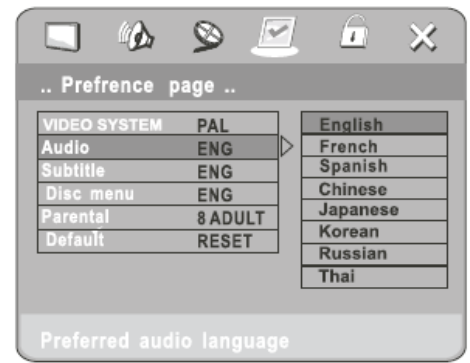 .. Prefrence page ..
VIDEO SYSTEM PAL
Audio ENG
Subtitle ENG
Disc menu ENG
Parental 8 ADULT
Default RESET
English
French
Spanish
Chinese
Japanese
Korean
Russian
Thai
Preferred audio language